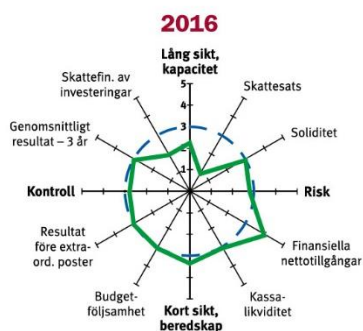 2016
Lång sikt,
kapacitet
Skattefin. av
investeringar
Skattesats
Genomsnittligt
resultat – 3 år
Soliditet
5
4
3
2
1
0
Kontroll
Risk
Resultat
före extra-
ord. poster
Finansiella
nettotillgångar
Budget-
följsamhet
Kassa-
likviditet
Kort sikt,
beredskap